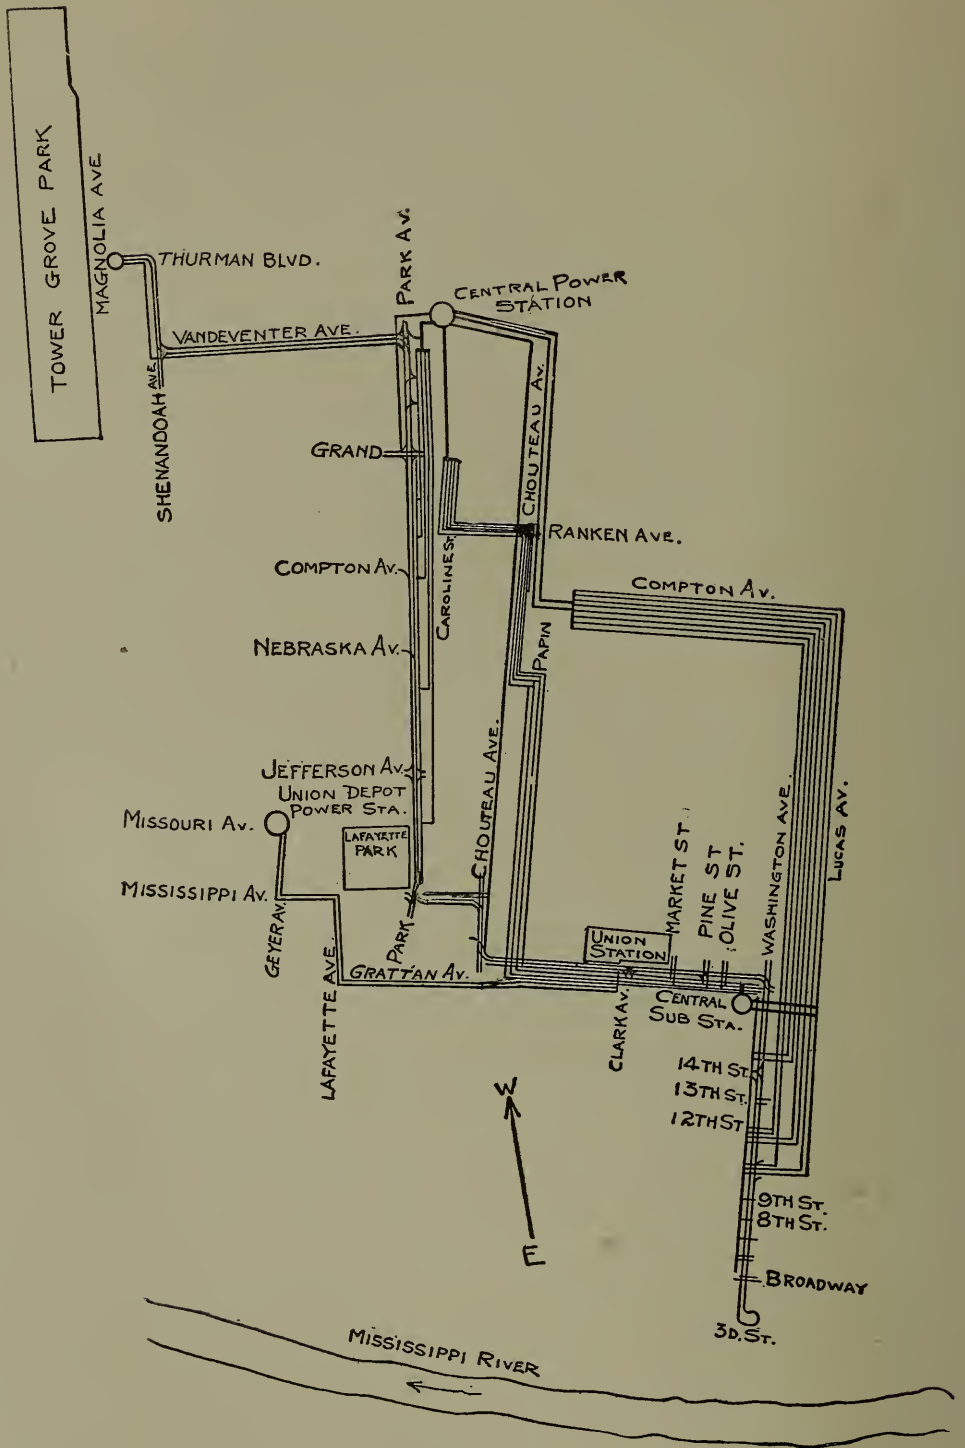 TOWER GROVE PARK
MAGNOLIA AVE
THURMAN BLVD.
PARK AV.
CENTRAL POWER
STATION
VANDEVENTER AVE.
SHENANDOAH AVE.
CHOUTEAU AV.
GRAND
RANKEN AVE.
CAROLINE ST.
COMPTON AV.
COMPTON AV.
NEBRASKA AV.
PAPIN
JEFFERSON AV.
UNION DEPOT
POWER STA.
CHOUTEAU AVE.
MISSOURI AV.
LAFAYETTE
PARK
MARKET ST.
PINE ST
OLIVE ST.
WASHINGTON AVE.
LUCAS AV.
MISSISSIPPI AV.
GEYER AV.
PARK
UNION
STATION
LAFAYETTE AVE.
GRATTAN AV.
CLARK AV.
CENTRAL
SUB STA.
14TH ST.
13TH ST.
12TH ST
W
E
9TH ST.
8TH ST.
BROADWAY
3D. ST.
MISSISSIPPI RIVER